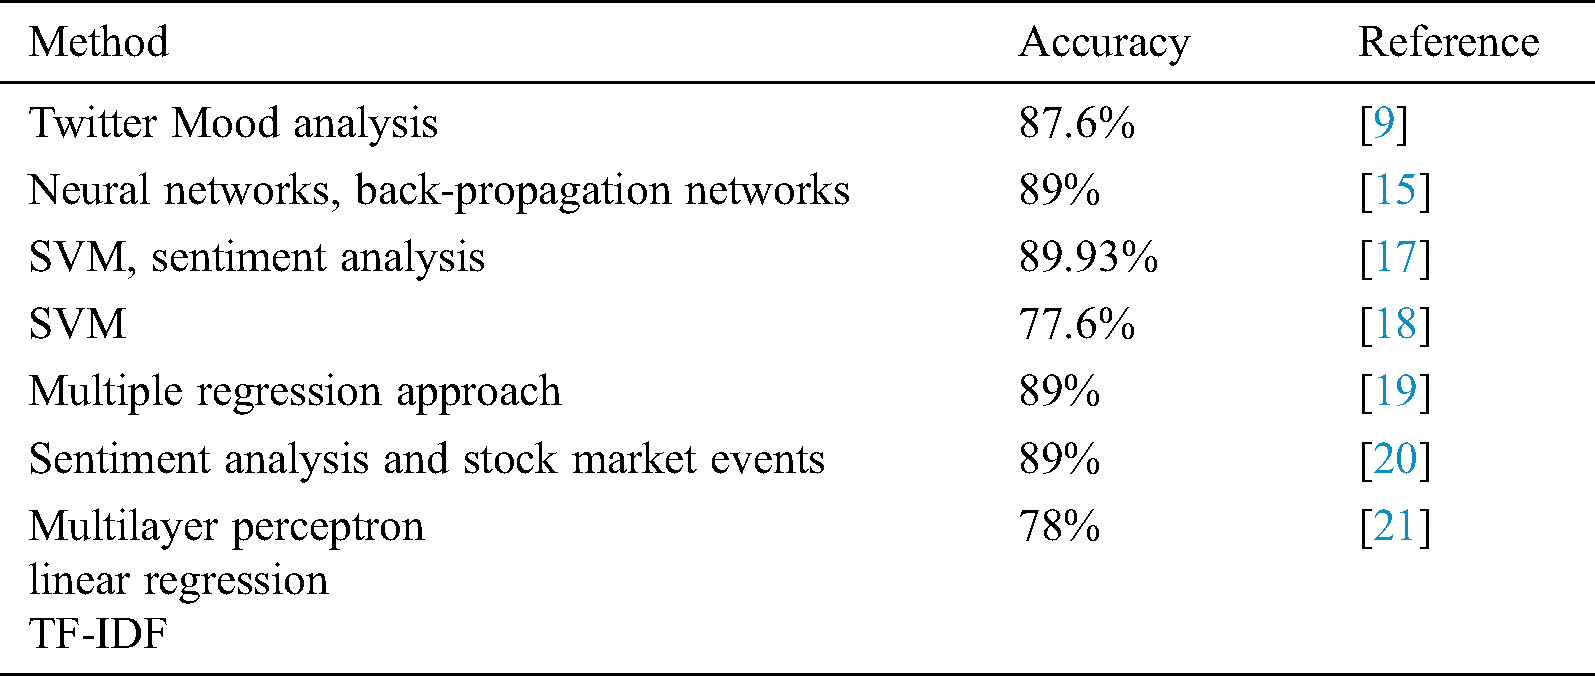 Method Accuracy Reference
Twitter Mood analysis 87.6% [9]
Neural networks, back-propagation networks 89% [15]
SVM, sentiment analysis 89.93% [17]
SVM 77.6% [18]
Multiple regression approach 89% [19]
Sentiment analysis and stock market events 89% [20]
Multilayer perceptron 78% [21]
linear regression
TF-IDF